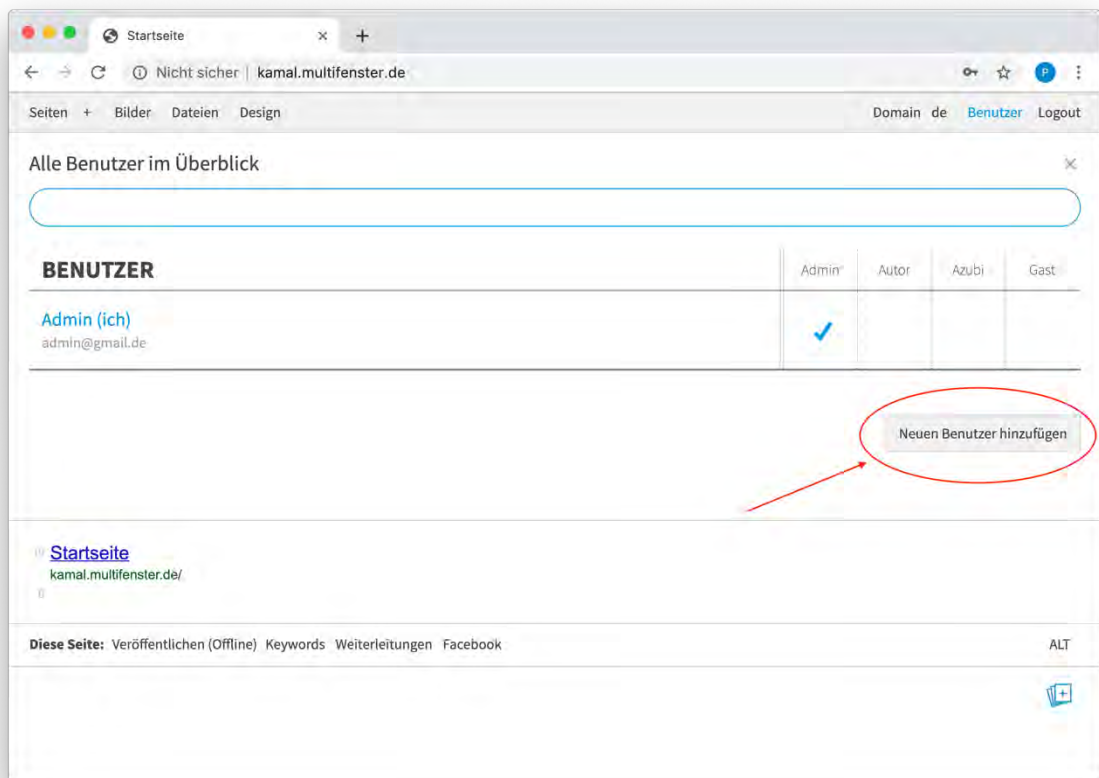 Startseite
Nicht sicher | kamal.multifenster.de
P
Seiten + Bilder Dateien Design Domain de Benutzer Logout
Alle Benutzer im Überblick
BENUTZER Admin Autor Azubi Gast
Admin (ich)
admin@gmail.de
Neuen Benutzer hinzufügen
Startseite
kamal.multifenster.de/
Diese Seite: Veröffentlichen (Offline) Keywords Weiterleitungen Facebook ALT